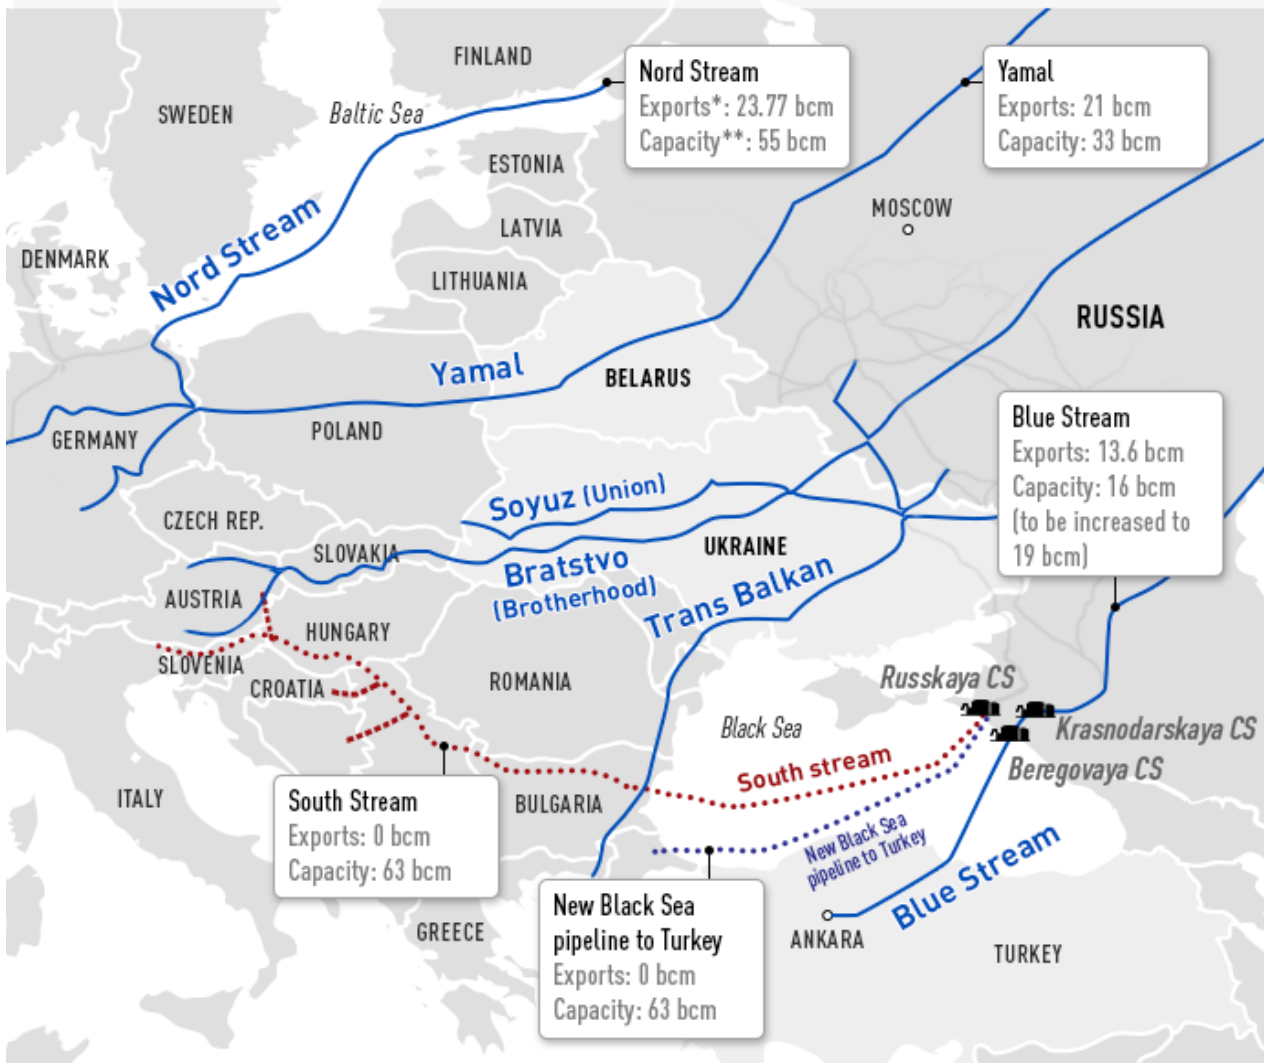 FINLAND
Nord Stream
Exports*: 23.77 bcm
Capacity**: 55 bcm
Yamal
Exports: 21 bcm
Capacity: 33 bcm
SWEDEN
Baltic Sea
ESTONIA
MOSCOW
LATVIA
Nord Stream
DENMARK
LITHUANIA
RUSSIA
Yamal
BELARUS
Blue Stream
Exports: 13.6 bcm
Capacity: 16 bcm
(to be increased to
19 bcm)
GERMANY
POLAND
Soyuz (Union)
CZECH REP.
SLOVAKIA
UKRAINE
Bratstvo
(Brotherhood)
Trans Balkan
AUSTRIA
HUNGARY
SLOVENIA
CROATIA
ROMANIA
Russkaya CS
Black Sea
Krasnodarskaya CS
Beregovaya CS
South stream
ITALY
South Stream
Exports: 0 bcm
Capacity: 63 bcm
BULGARIA
New Black Sea
pipeline to Turkey
Blue Stream
New Black Sea
pipeline to Turkey
Exports: 0 bcm
Capacity: 63 bcm
GREECE
ANKARA
TURKEY